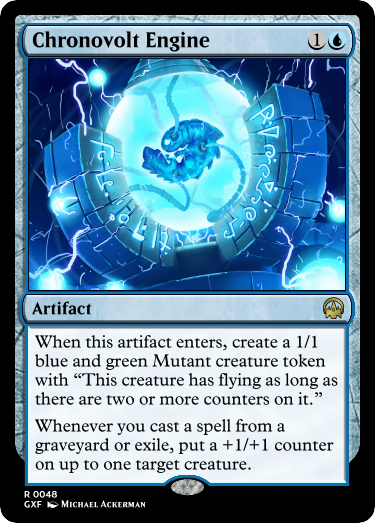 Chronovolt Engine 1
Artifact
When this artifact enters, create a 1/1
blue and green Mutant creature token
with “This creature has flying as long as
there are two or more counters on it.”
Whenever you cast a spell from a
graveyard or exile, put a +1/+1 counter
on up to one target creature.
R 0048
GXF Michael Ackerman